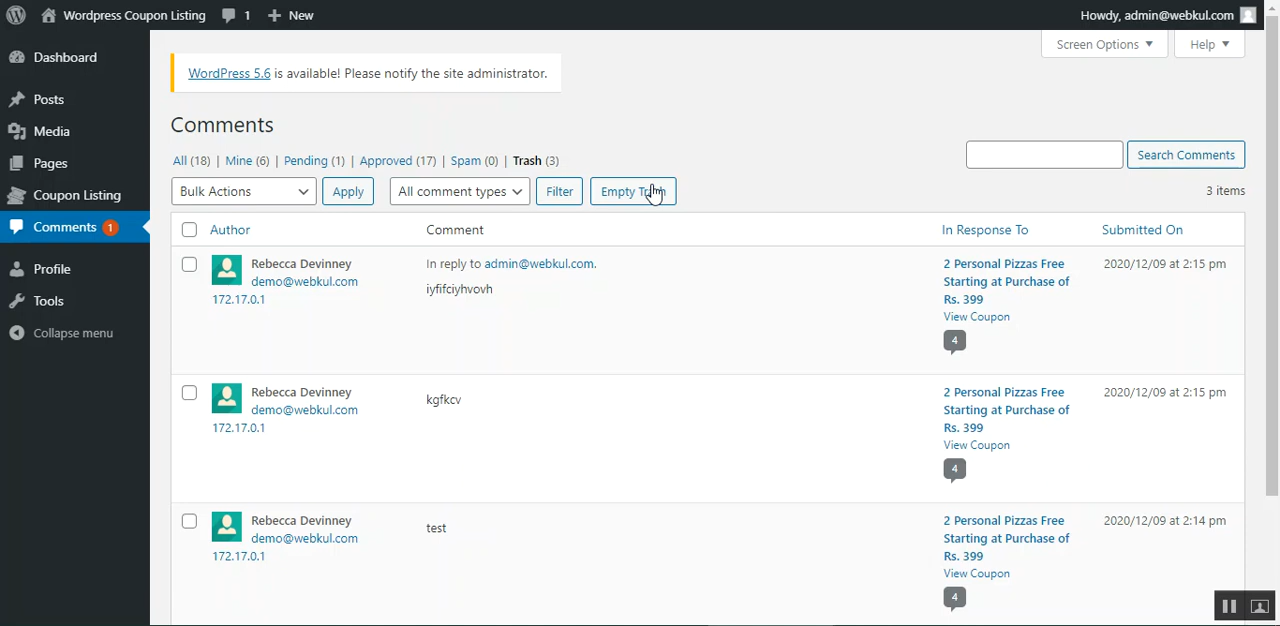 Wordpress Coupon Listing 1 + New Howdy, admin@webkul.com
Screen Options ▼ Help ▼
Dashboard
Posts
Media
Pages
Coupon Listing
Comments 1
Profile
Tools
Collapse menu
WordPress 5.6 is available! Please notify the site administrator.
Comments
All (18) | Mine (6) | Pending (1) | Approved (17) | Spam (0) | Trash (3)
Search Comments
Bulk Actions Apply All comment types Filter Empty 3 items
Author Comment In Response To Submitted On
Rebecca Devinney
demo@webkul.com
172.17.0.1
In reply to admin@webkul.com.
iyfifciyhvovh
2 Personal Pizzas Free
Starting at Purchase of
Rs. 399
View Coupon
4
2020/12/09 at 2:15 pm
Rebecca Devinney
demo@webkul.com
172.17.0.1
kgfkcv
2 Personal Pizzas Free
Starting at Purchase of
Rs. 399
View Coupon
4
2020/12/09 at 2:15 pm
Rebecca Devinney
demo@webkul.com
172.17.0.1
test
2 Personal Pizzas Free
Starting at Purchase of
Rs. 399
View Coupon
4
2020/12/09 at 2:14 pm